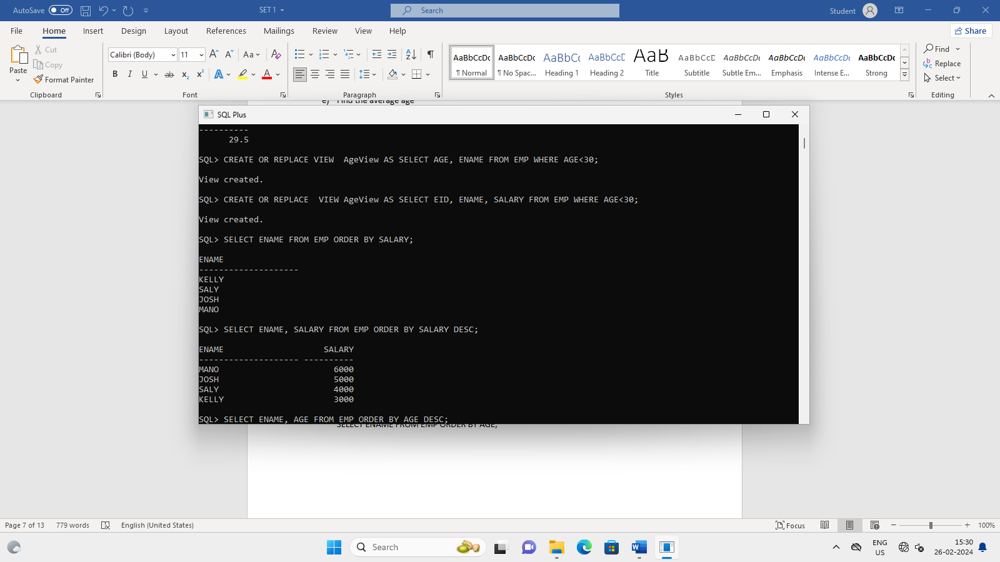 AutoSave Off SET 1 Search Student
File Home Insert Design Layout References Mailings Review View Help Share
Paste Cut Copy Format Painter
Calibri (Body) 11
AaBbCcDc AaBbCcDc AaBbCc AaBbCcD AaB AaBbCcD AaBbCcDc AaBbCcDc AaBbCcDc AaBbCcDc
¶ Normal ¶ No Spac... Heading 1 Heading 2 Title Subtitle Subtle Em... Emphasis Intense E... Strong
Find Replace Select
Clipboard Font Paragraph Styles Editing
e) Find the average age
SQL Plus
----------
29.5
SQL> CREATE OR REPLACE VIEW  AgeView AS SELECT AGE, ENAME FROM EMP WHERE AGE<30;
View created.
SQL> CREATE OR REPLACE  VIEW AgeView AS SELECT EID, ENAME, SALARY FROM EMP WHERE AGE<30;
View created.
SQL> SELECT ENAME FROM EMP ORDER BY SALARY;
ENAME
--------------------
KELLY
SALY
JOSH
MANO
SQL> SELECT ENAME, SALARY FROM EMP ORDER BY SALARY DESC;
ENAME                    SALARY
-------------------- ----------
MANO                       6000
JOSH                       5000
SALY                       4000
KELLY                      3000
SQL> SELECT ENAME, AGE FROM EMP ORDER BY AGE DESC;
SELECT ENAME FROM EMP ORDER BY AGE;
Page 7 of 13 779 words English (United States) Focus 100%
Search ENG US 15:30 26-02-2024